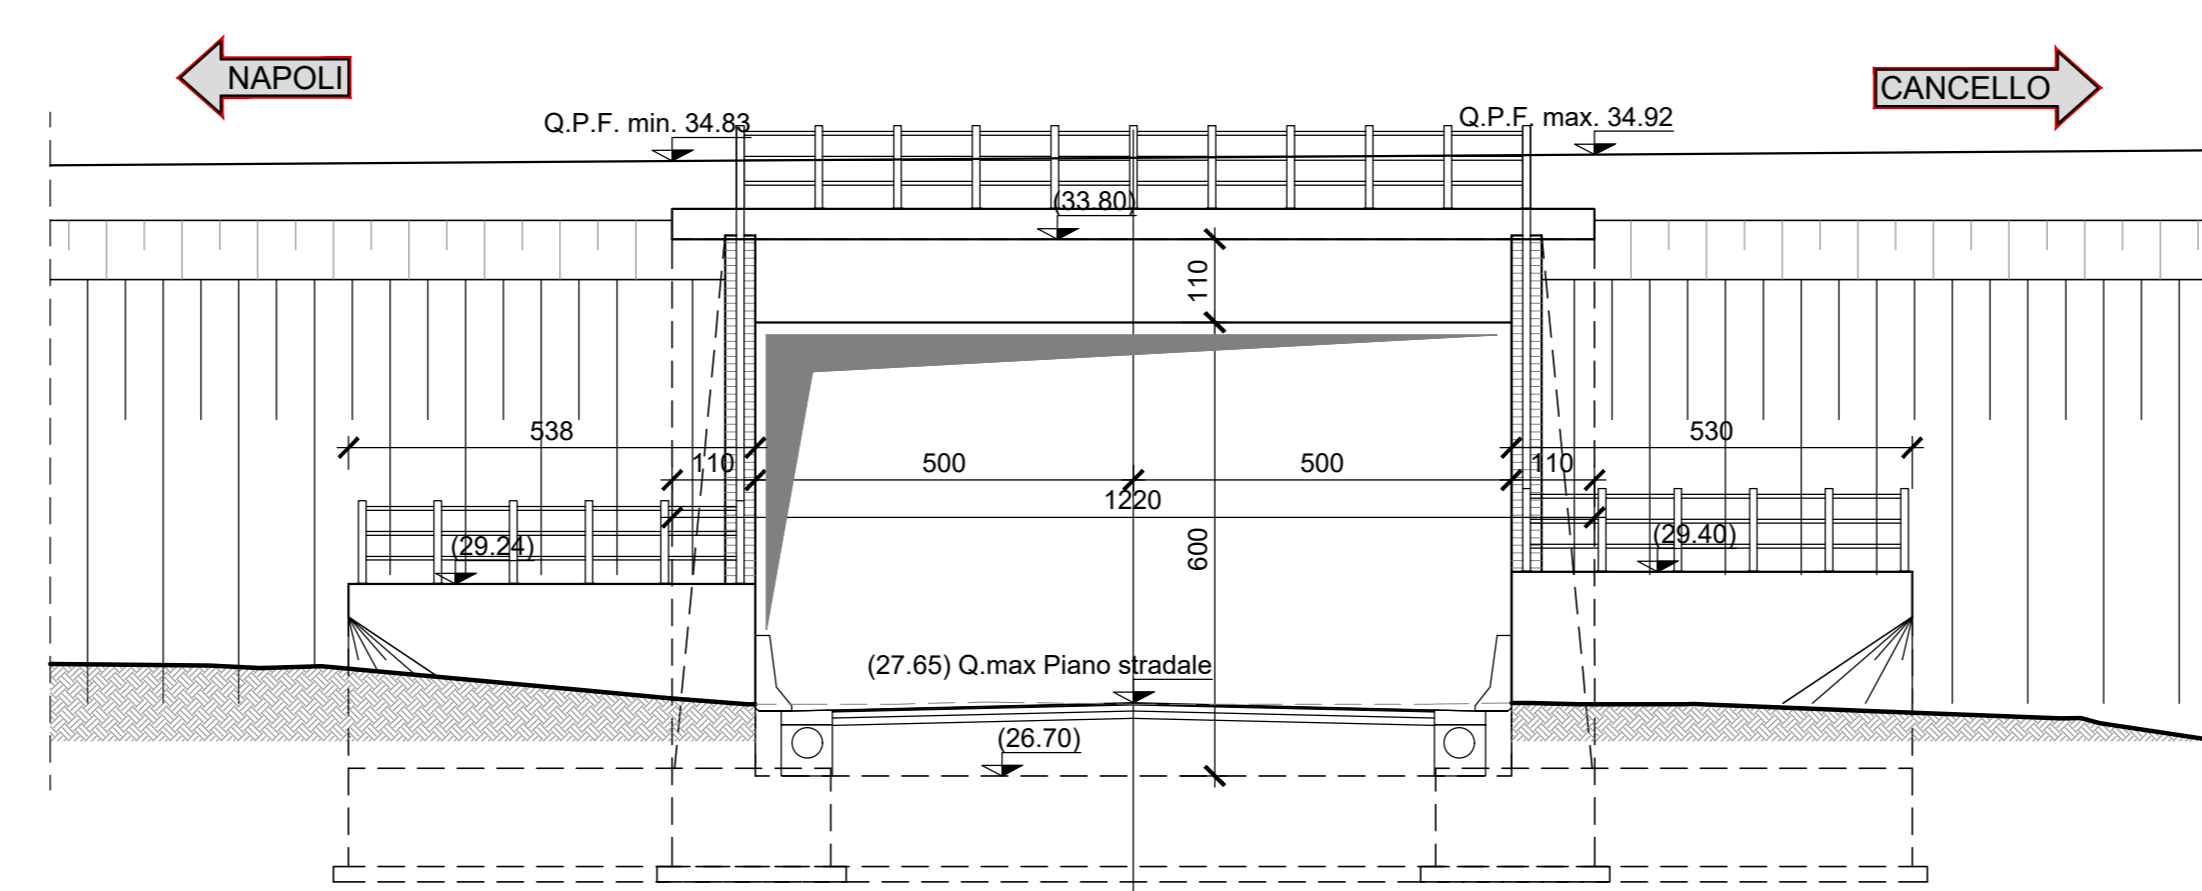 NAPOLI
CANCELLO
Q.P.F. min. 34.83
Q.P.F. max. 34.92
(33.80)
110
538
530
110
500
500
110
1220
(29.24)
(29.40)
600
(27.65) Q.max Piano stradale
(26.70)